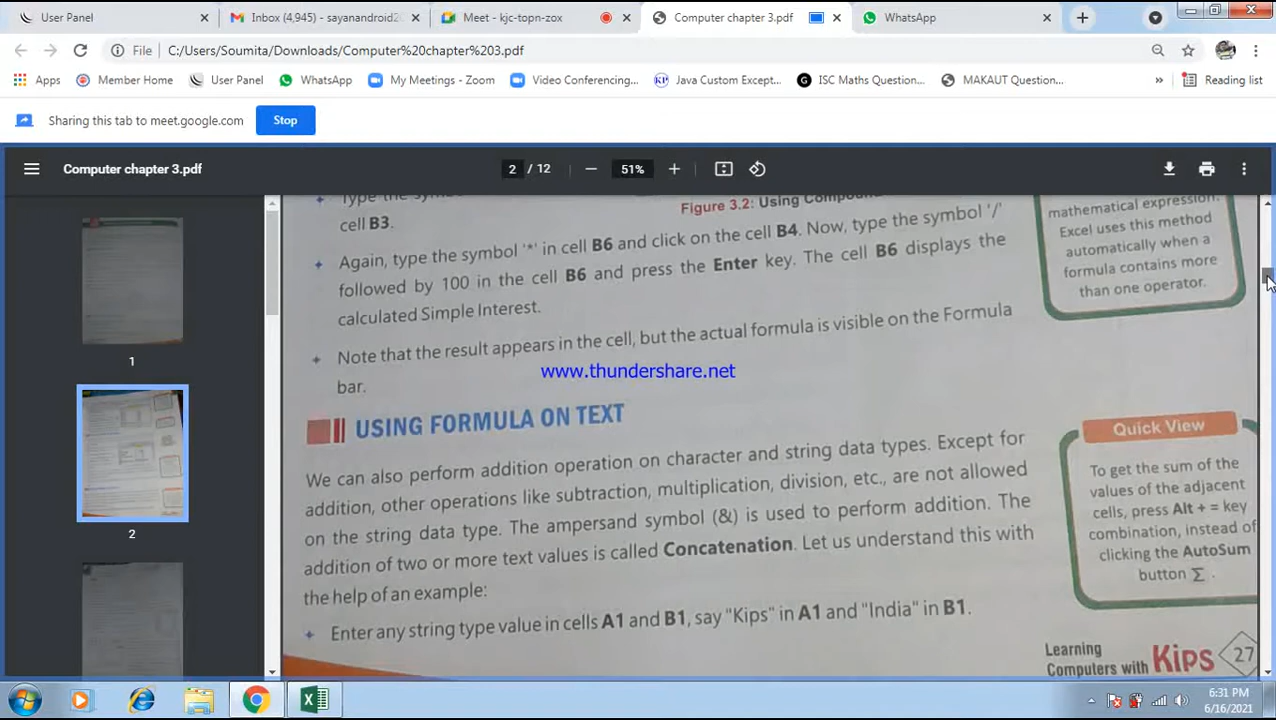 User Panel
Inbox (4,945) - sayanandroid2
Meet - kjc-topn-zox
Computer chapter 3.pdf
WhatsApp
File
C:/Users/Soumita/Downloads/Computer%20chapter%203.pdf
Apps
Member Home
User Panel
WhatsApp
My Meetings - Zoom
Video Conferencing...
Java Custom Except...
ISC Maths Question...
MAKAUT Question...
»
Reading list
Sharing this tab to meet.google.com
Stop
Computer chapter 3.pdf
2 / 12
51%
1
2
Type the
cell B3.
Figure 3.2: Using
Again, type the symbol '*' in cell B6 and click on the cell B4. Now, type the symbol '/'
followed by 100 in the cell B6 and press the Enter key. The cell B6 displays the
calculated Simple Interest.
Note that the result appears in the cell, but the actual formula is visible on the Formula
bar.
www.thundershare.net
mathematical expression.
Excel uses this method
automatically when a
formula contains more
than one operator.
USING FORMULA ON TEXT
We can also perform addition operation on character and string data types. Except for
addition, other operations like subtraction, multiplication, division, etc., are not allowed
on the string data type. The ampersand symbol (&) is used to perform addition. The
addition of two or more text values is called Concatenation. Let us understand this with
the help of an example:
Enter any string type value in cells A1 and B1, say "Kips" in A1 and "India" in B1.
Quick View
To get the sum of the
values of the adjacent
cells, press Alt + = key
combination, instead of
clicking the AutoSum
button Σ .
Learning
Computers with Kips 27
6:31 PM
6/16/2021